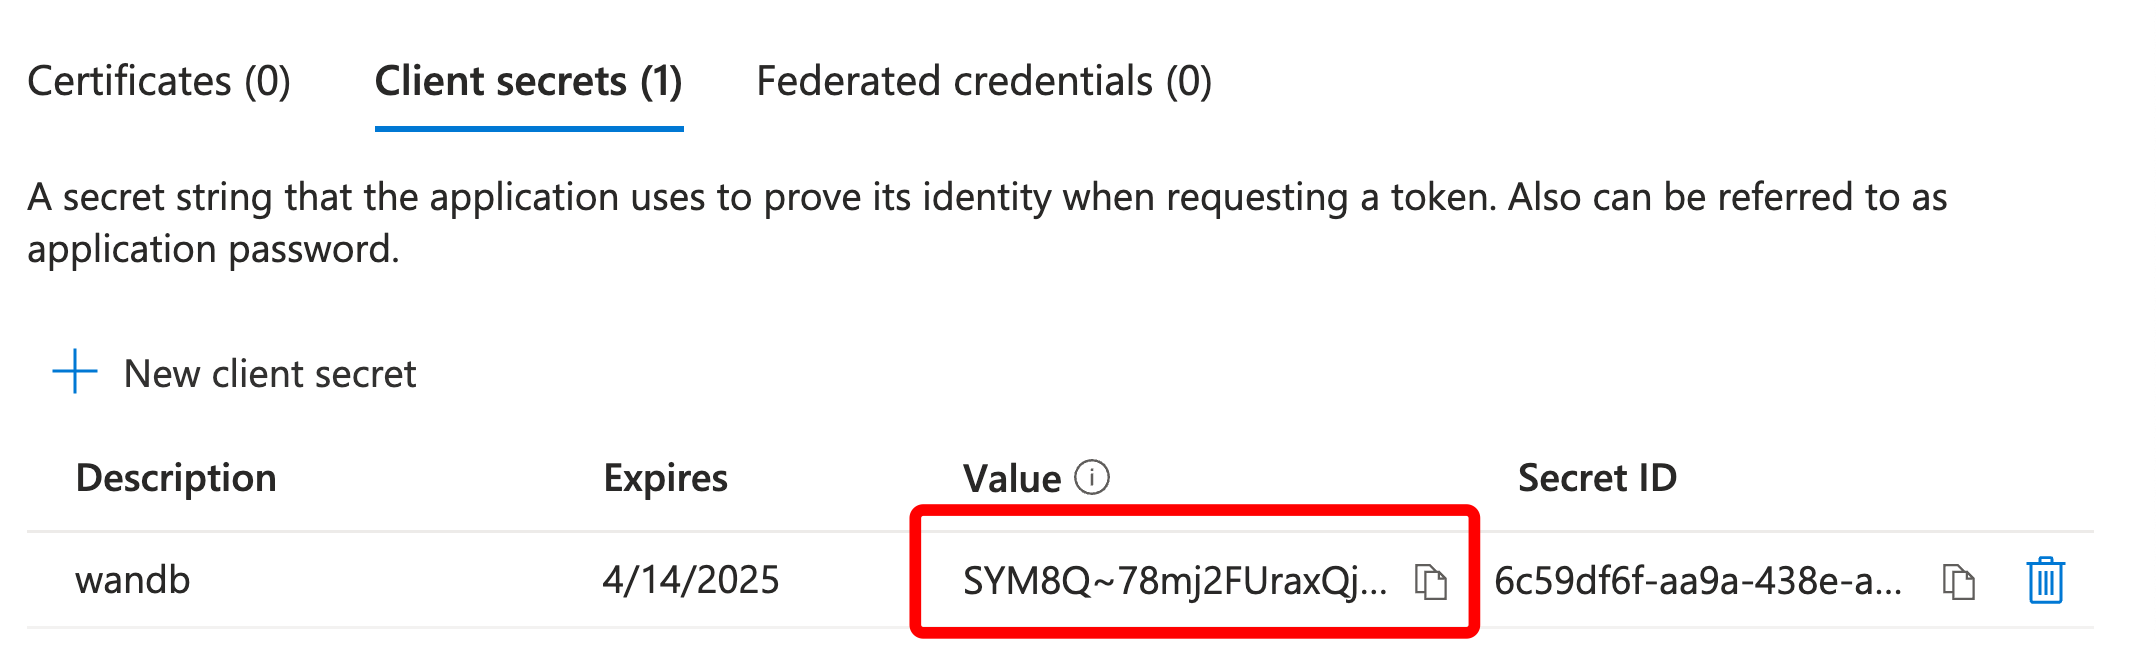 Certificates (0) Client secrets (1) Federated credentials (0)
A secret string that the application uses to prove its identity when requesting a token. Also can be referred to as
application password.
New client secret
Description Expires Value Secret ID
wandb 4/14/2025 SYM8Q~78mj2FUraxQj... 6c59df6f-aa9a-438e-a...